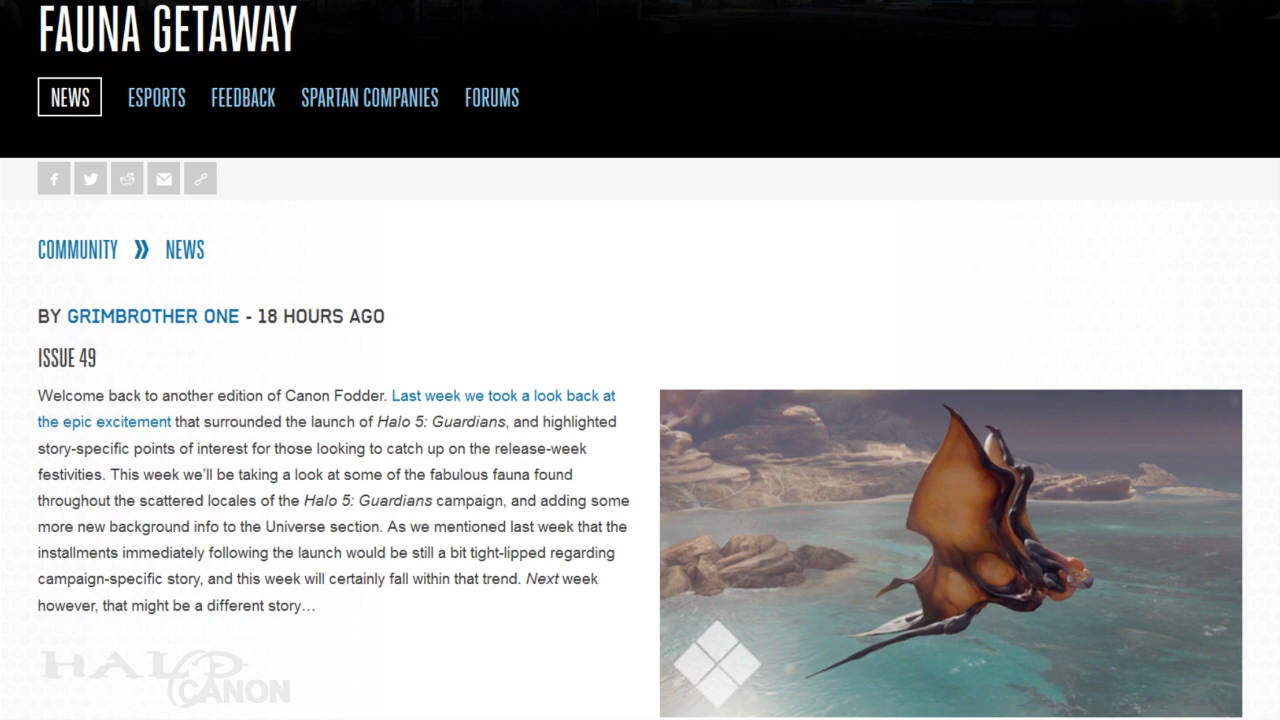 FAUNA GETAWAY
NEWS ESPORTS FEEDBACK SPARTAN COMPANIES FORUMS
COMMUNITY » NEWS
BY GRIMBROTHER ONE - 18 HOURS AGO
ISSUE 49
Welcome back to another edition of Canon Fodder. Last week we took a look back at
the epic excitement that surrounded the launch of Halo 5: Guardians, and highlighted
story-specific points of interest for those looking to catch up on the release-week
festivities. This week we'll be taking a look at some of the fabulous fauna found
throughout the scattered locales of the Halo 5: Guardians campaign, and adding some
more new background info to the Universe section. As we mentioned last week that the
installments immediately following the launch would be still a bit tight-lipped regarding
campaign-specific story, and this week will certainly fall within that trend. Next week
however, that might be a different story…
HALO
CANON